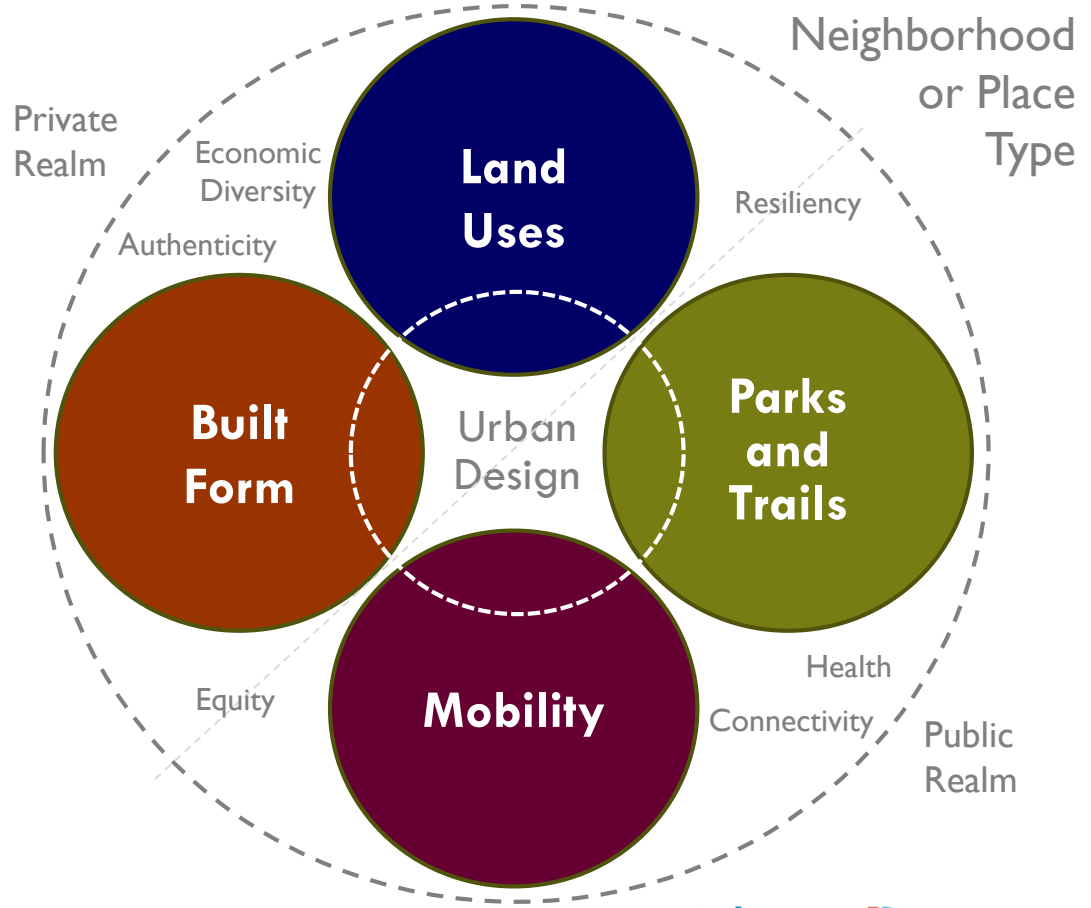 Neighborhood
or Place
Type
Private
Realm
Economic
Diversity
Authenticity
Land
Uses
Resiliency
Built
Form
Urban
Design
Parks
and
Trails
Equity
Mobility
Health
Connectivity
Public
Realm